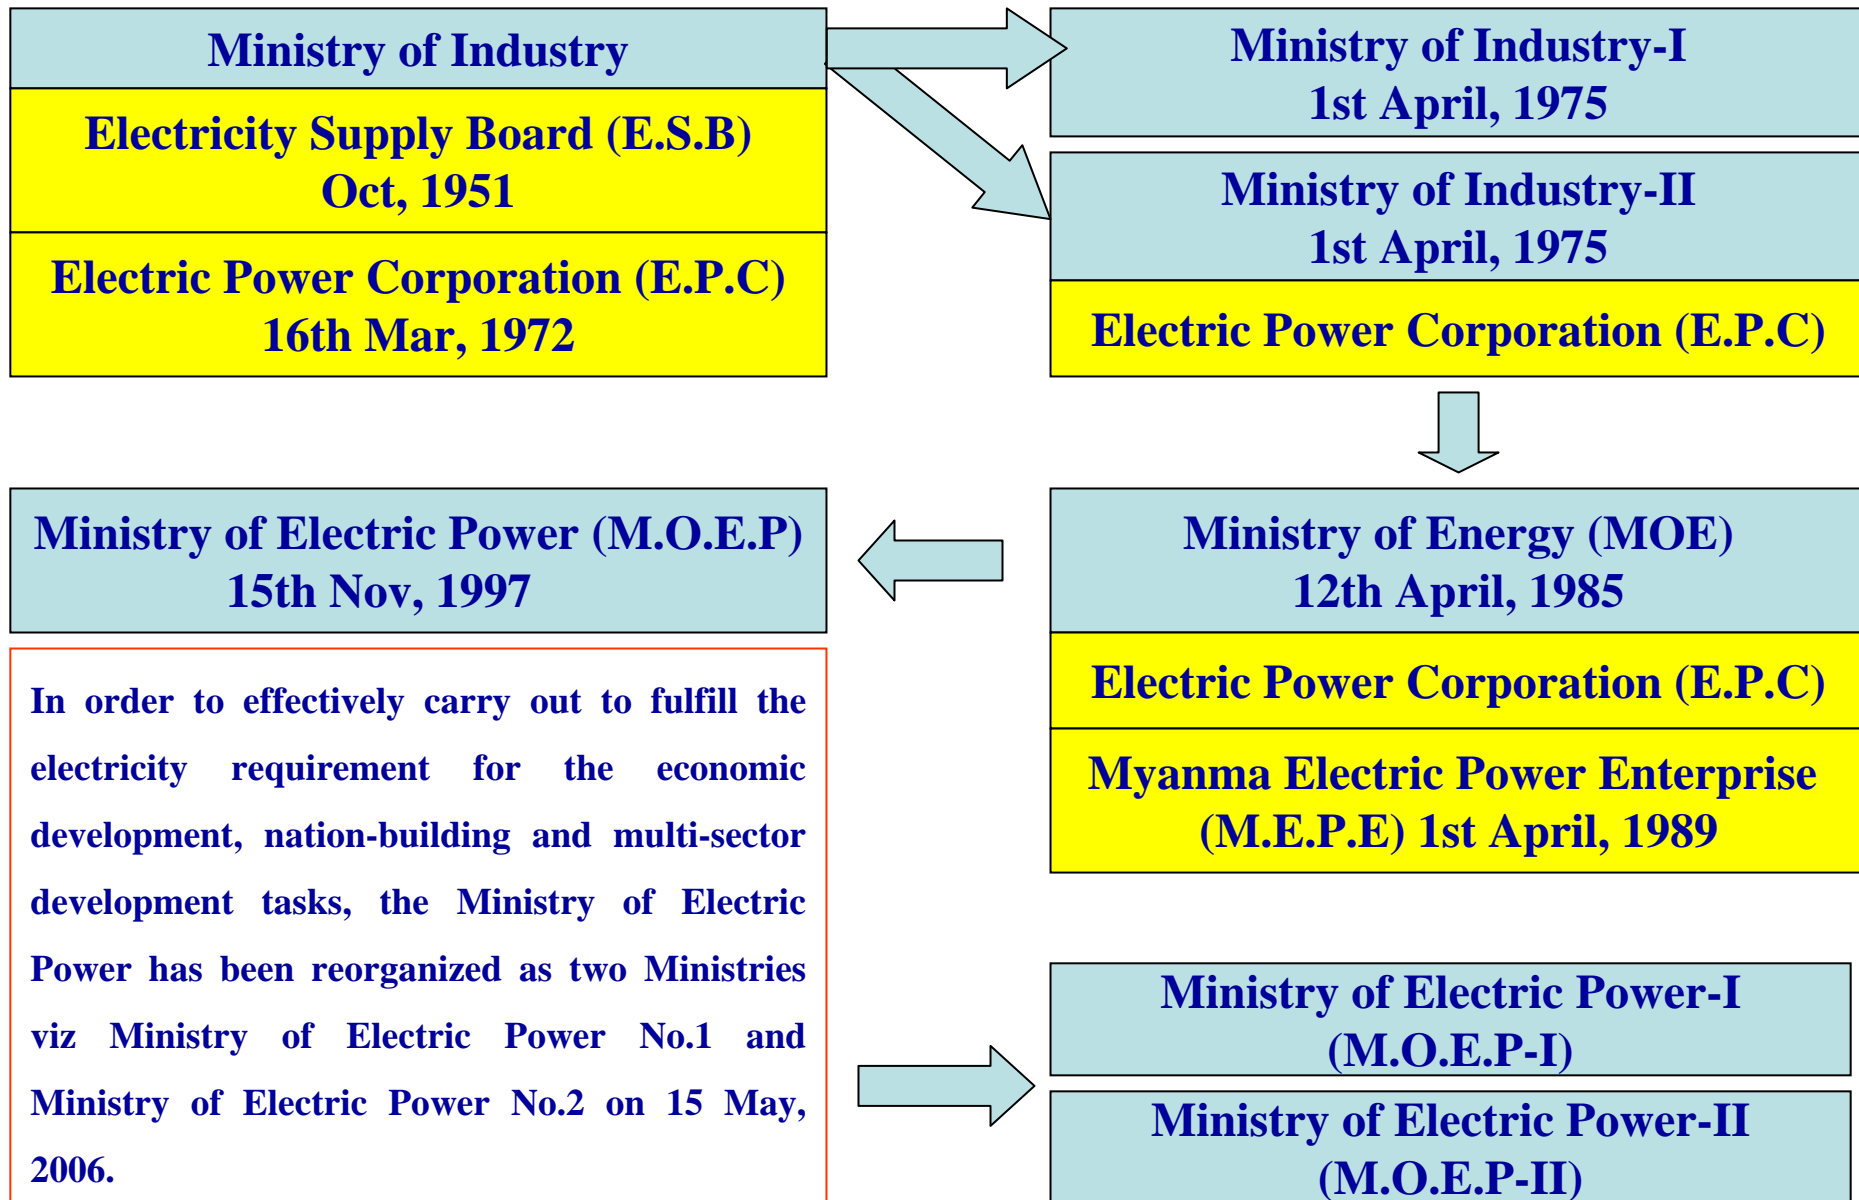 Ministry of Industry
Electricity Supply Board (E.S.B)
Oct, 1951
Electric Power Corporation (E.P.C)
16th Mar, 1972
Ministry of Industry-I
1st April, 1975
Ministry of Industry-II
1st April, 1975
Electric Power Corporation (E.P.C)
Ministry of Energy (MOE)
12th April, 1985
Electric Power Corporation (E.P.C)
Myanma Electric Power Enterprise
(M.E.P.E) 1st April, 1989
Ministry of Electric Power (M.O.E.P)
15th Nov, 1997
In order to effectively carry out to fulfill the
electricity requirement for the economic
development, nation-building and multi-sector
development tasks, the Ministry of Electric
Power has been reorganized as two Ministries
viz Ministry of Electric Power No.1 and
Ministry of Electric Power No.2 on 15 May,
2006.
Ministry of Electric Power-I
(M.O.E.P-I)
Ministry of Electric Power-II
(M.O.E.P-II)